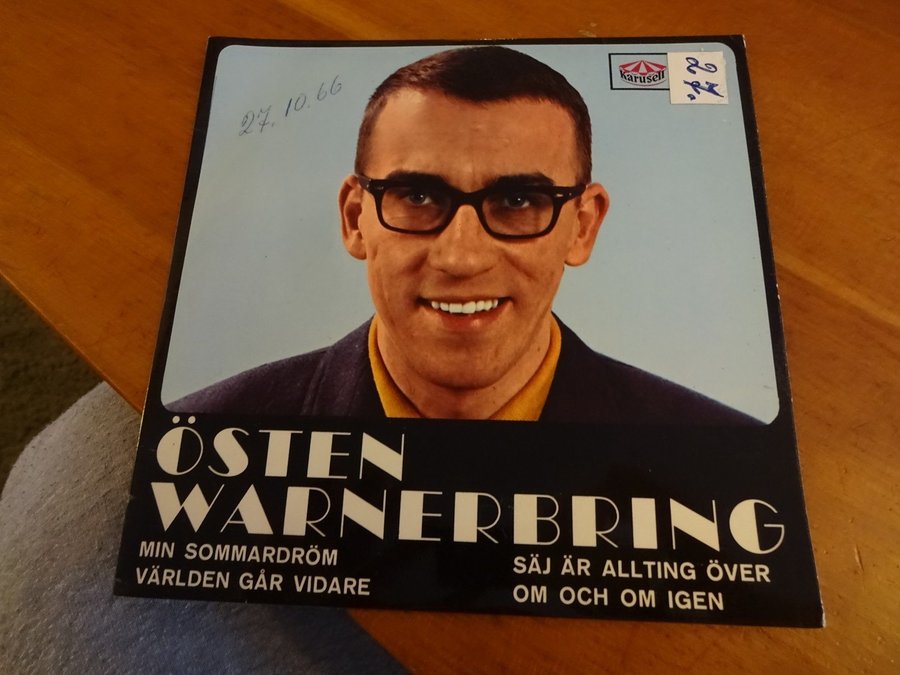 27.10.66
Karusell
27.
ÖSTEN
WARNERBRING
MIN SOMMARDRÖM
VÄRLDEN GÅR VIDARE
SÄJ ÄR ALLTING ÖVER
OM OCH OM IGEN